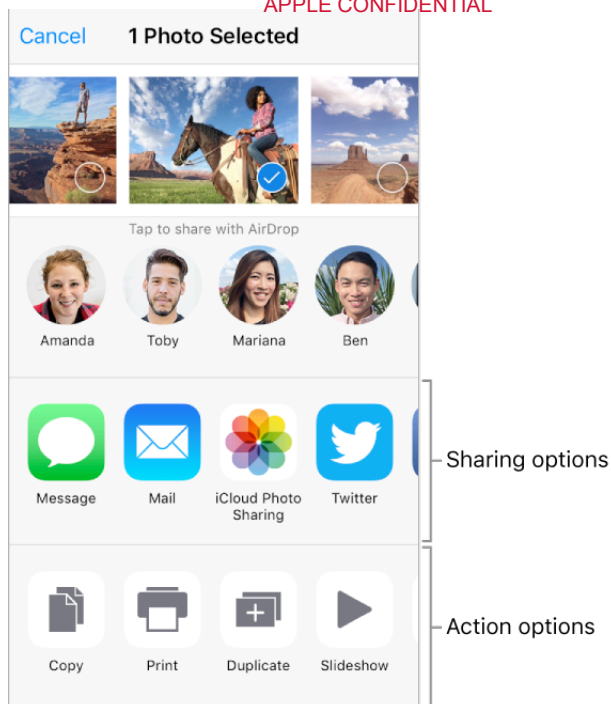 APPLE CONFIDENTIAL
Cancel 1 Photo Selected
Tap to share with AirDrop
Amanda Toby Mariana Ben
Sharing options
Message Mail iCloud Photo Sharing Twitter
Action options
Copy Print Duplicate Slideshow